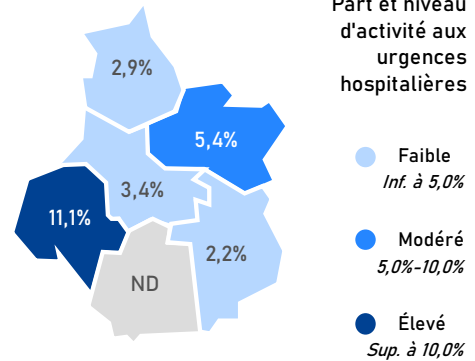 Part et niveau
d'activité aux
urgences
hospitalières
2,9%
5,4%
3,4%
11,1%
2,2%
ND
Faible
Inf. à 5,0%
Modéré
5,0%-10,0%
Élevé
Sup. à 10,0%